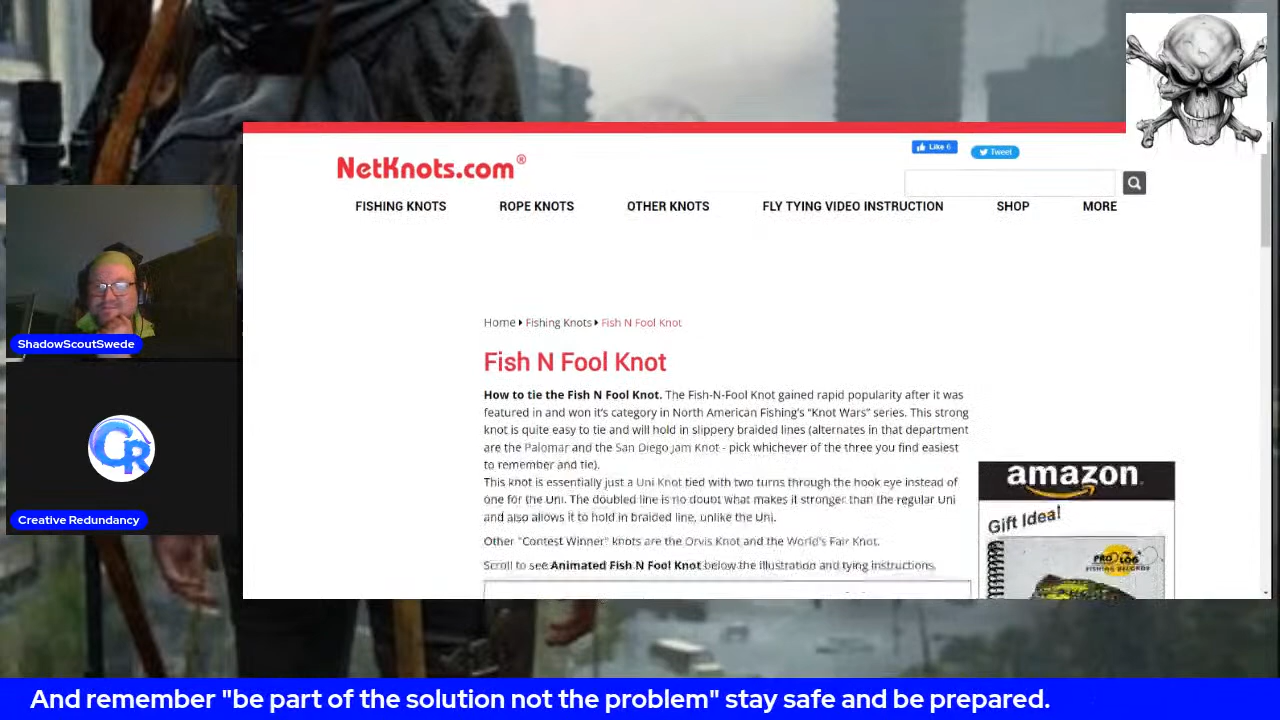 NetKnots.com®
Like 6
Tweet
FISHING KNOTS
ROPE KNOTS
OTHER KNOTS
FLY TYING VIDEO INSTRUCTION
SHOP
MORE
Home Fishing Knots Fish N Fool Knot
Fish N Fool Knot
How to tie the Fish N Fool Knot. The Fish-N-Fool Knot gained rapid popularity after it was
featured in and won it's category in North American Fishing's "Knot Wars" series. This strong
knot is quite easy to tie and will hold in slippery braided lines (alternates in that department
are the Palomar and the San Diego Jam Knot - pick whichever of the three you find easiest
to remember and tie).
This knot is essentially just a Uni Knot tied with two turns through the hook eye instead of
one for the Uni. The doubled line is no doubt what makes it stronger than the regular Uni
and also allows it to hold in braided line, unlike the Uni.
Other "Contest Winner" knots are the Orvis Knot and the World's Fair Knot.
Scroll to see Animated Fish N Fool Knot below the illustration and tying instructions.
amazon
Gift Idea!
PRO LOG
FISHING RECORDS
ShadowScoutSwede
CR
Creative Redundancy
And remember "be part of the solution not the problem" stay safe and be prepared.